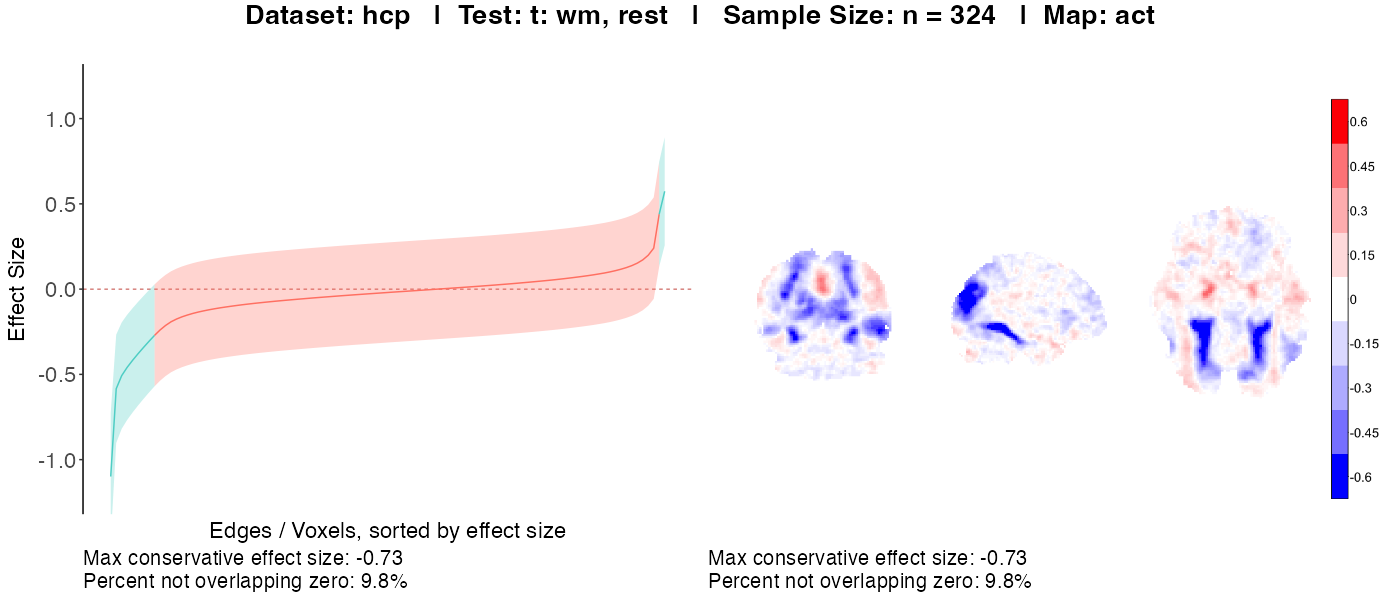 Dataset: hcp | Test: t: wm, rest | Sample Size: n = 324 | Map: act
Effect Size
1.0
0.5
0.0
-0.5
-1.0
Edges / Voxels, sorted by effect size
Max conservative effect size: -0.73
Percent not overlapping zero: 9.8%
0.6
0.45
0.3
0.15
0
-0.15
-0.3
-0.45
-0.6
Max conservative effect size: -0.73
Percent not overlapping zero: 9.8%